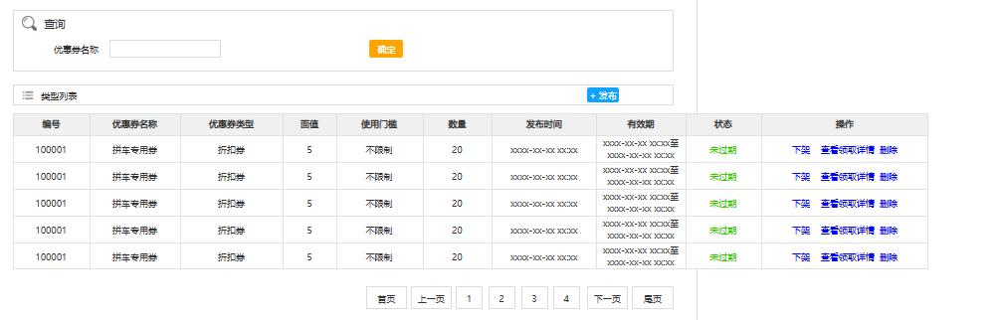 查询
优惠券名称 确定
类型列表 + 发布
编号 优惠券名称 优惠券类型 面值 使用门槛 数量 发布时间 有效期 状态 操作
100001 拼车专用券 折扣券 5 不限制 20 xxxx-xx-xx xx:xx xxxx-xx-xx xx:xx至 xxxx-xx-xx xx:xx 未过期 下架 查看领取详情 删除
100001 拼车专用券 折扣券 5 不限制 20 xxxx-xx-xx xx:xx xxxx-xx-xx xx:xx至 xxxx-xx-xx xx:xx 未过期 下架 查看领取详情 删除
100001 拼车专用券 折扣券 5 不限制 20 xxxx-xx-xx xx:xx xxxx-xx-xx xx:xx至 xxxx-xx-xx xx:xx 未过期 下架 查看领取详情 删除
100001 拼车专用券 折扣券 5 不限制 20 xxxx-xx-xx xx:xx xxxx-xx-xx xx:xx至 xxxx-xx-xx xx:xx 未过期 下架 查看领取详情 删除
100001 拼车专用券 折扣券 5 不限制 20 xxxx-xx-xx xx:xx xxxx-xx-xx xx:xx至 xxxx-xx-xx xx:xx 未过期 下架 查看领取详情 删除
首页 上一页 1 2 3 4 下一页 尾页